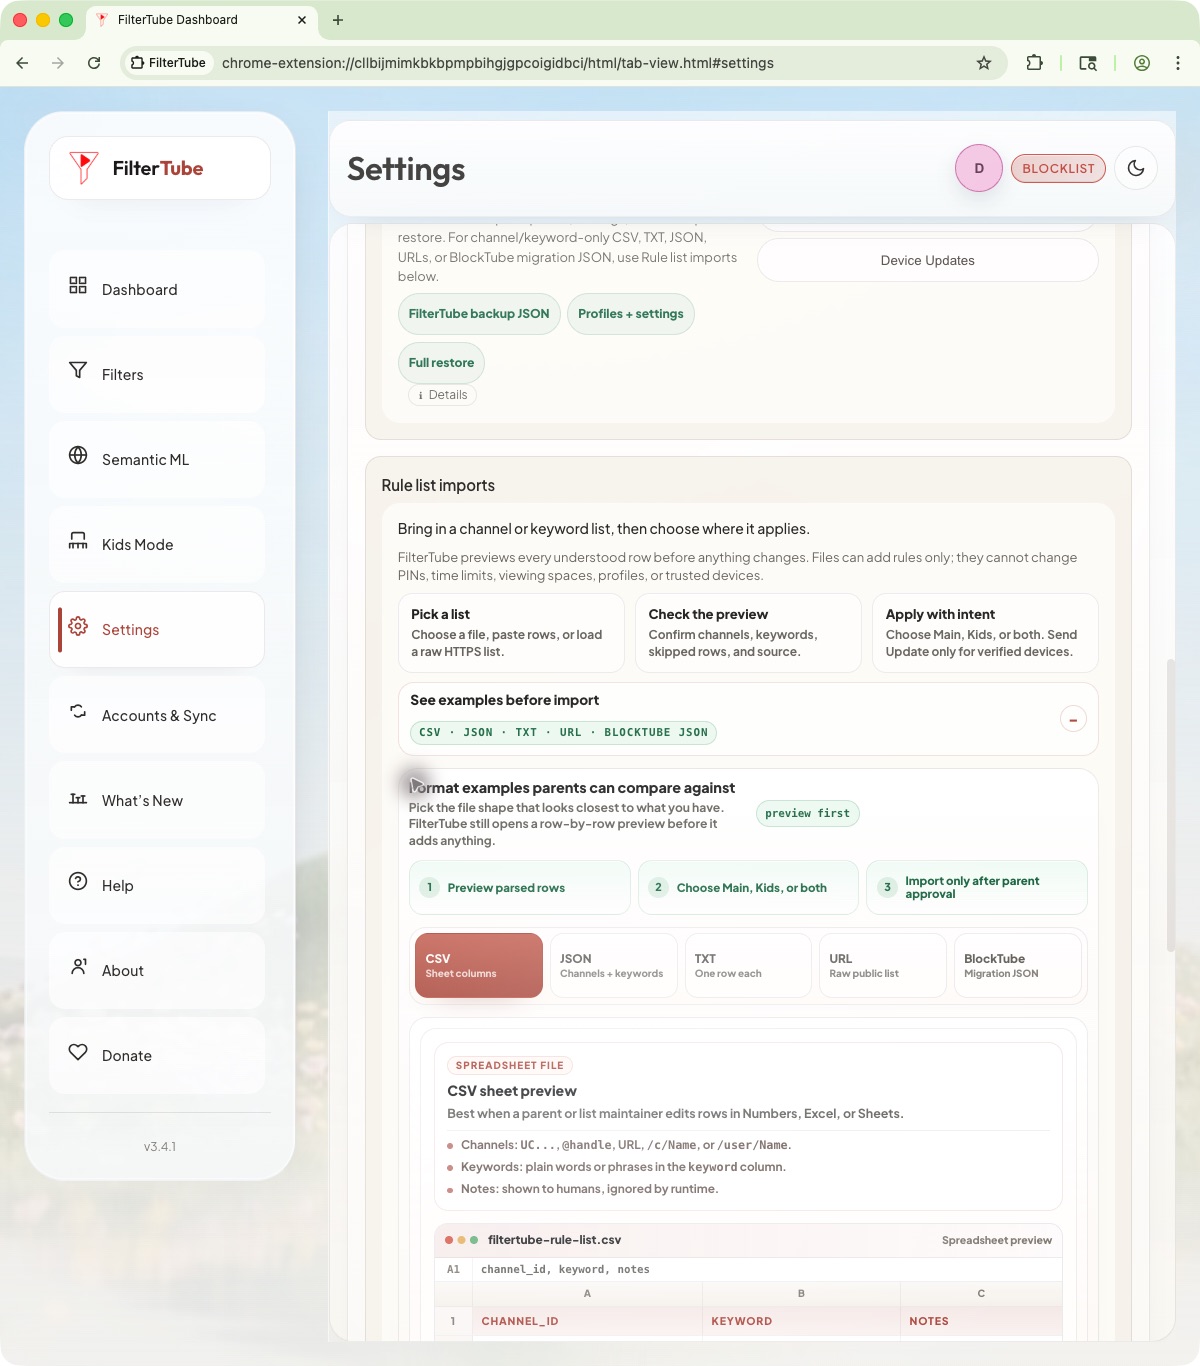 FilterTube Dashboard
FilterTube
chrome-extension://cllbijmimkbkbpmpbihgjgpcoigidbci/html/tab-view.html#settings
FilterTube
Dashboard
Filters
Semantic ML
Kids Mode
Settings
Accounts & Sync
What's New
Help
About
Donate
v3.4.1
Settings
D
BLOCKLIST
restore. For channel/keyword-only CSV, TXT, JSON,
URLs, or BlockTube migration JSON, use Rule list imports
below.
Device Updates
FilterTube backup JSON
Profiles + settings
Full restore
i Details
Rule list imports
Bring in a channel or keyword list, then choose where it applies.
FilterTube previews every understood row before anything changes. Files can add rules only; they cannot change
PINs, time limits, viewing spaces, profiles, or trusted devices.
Pick a list
Choose a file, paste rows, or load
a raw HTTPS list.
Check the preview
Confirm channels, keywords,
skipped rows, and source.
Apply with intent
Choose Main, Kids, or both. Send
Update only for verified devices.
See examples before import
CSV · JSON · TXT · URL · BLOCKTUBE JSON
–
Format examples parents can compare against
Pick the file shape that looks closest to what you have.
FilterTube still opens a row-by-row preview before it
adds anything.
preview first
1 Preview parsed rows
2 Choose Main, Kids, or both
3 Import only after parent
approval
CSV
Sheet columns
JSON
Channels + keywords
TXT
One row each
URL
Raw public list
BlockTube
Migration JSON
SPREADSHEET FILE
CSV sheet preview
Best when a parent or list maintainer edits rows in Numbers, Excel, or Sheets.
Channels: UC..., @handle, URL, /c/Name, or /user/Name.
Keywords: plain words or phrases in the keyword column.
Notes: shown to humans, ignored by runtime.
filtertube-rule-list.csv
Spreadsheet preview
A1 channel_id, keyword, notes
A B C
1 CHANNEL_ID KEYWORD NOTES